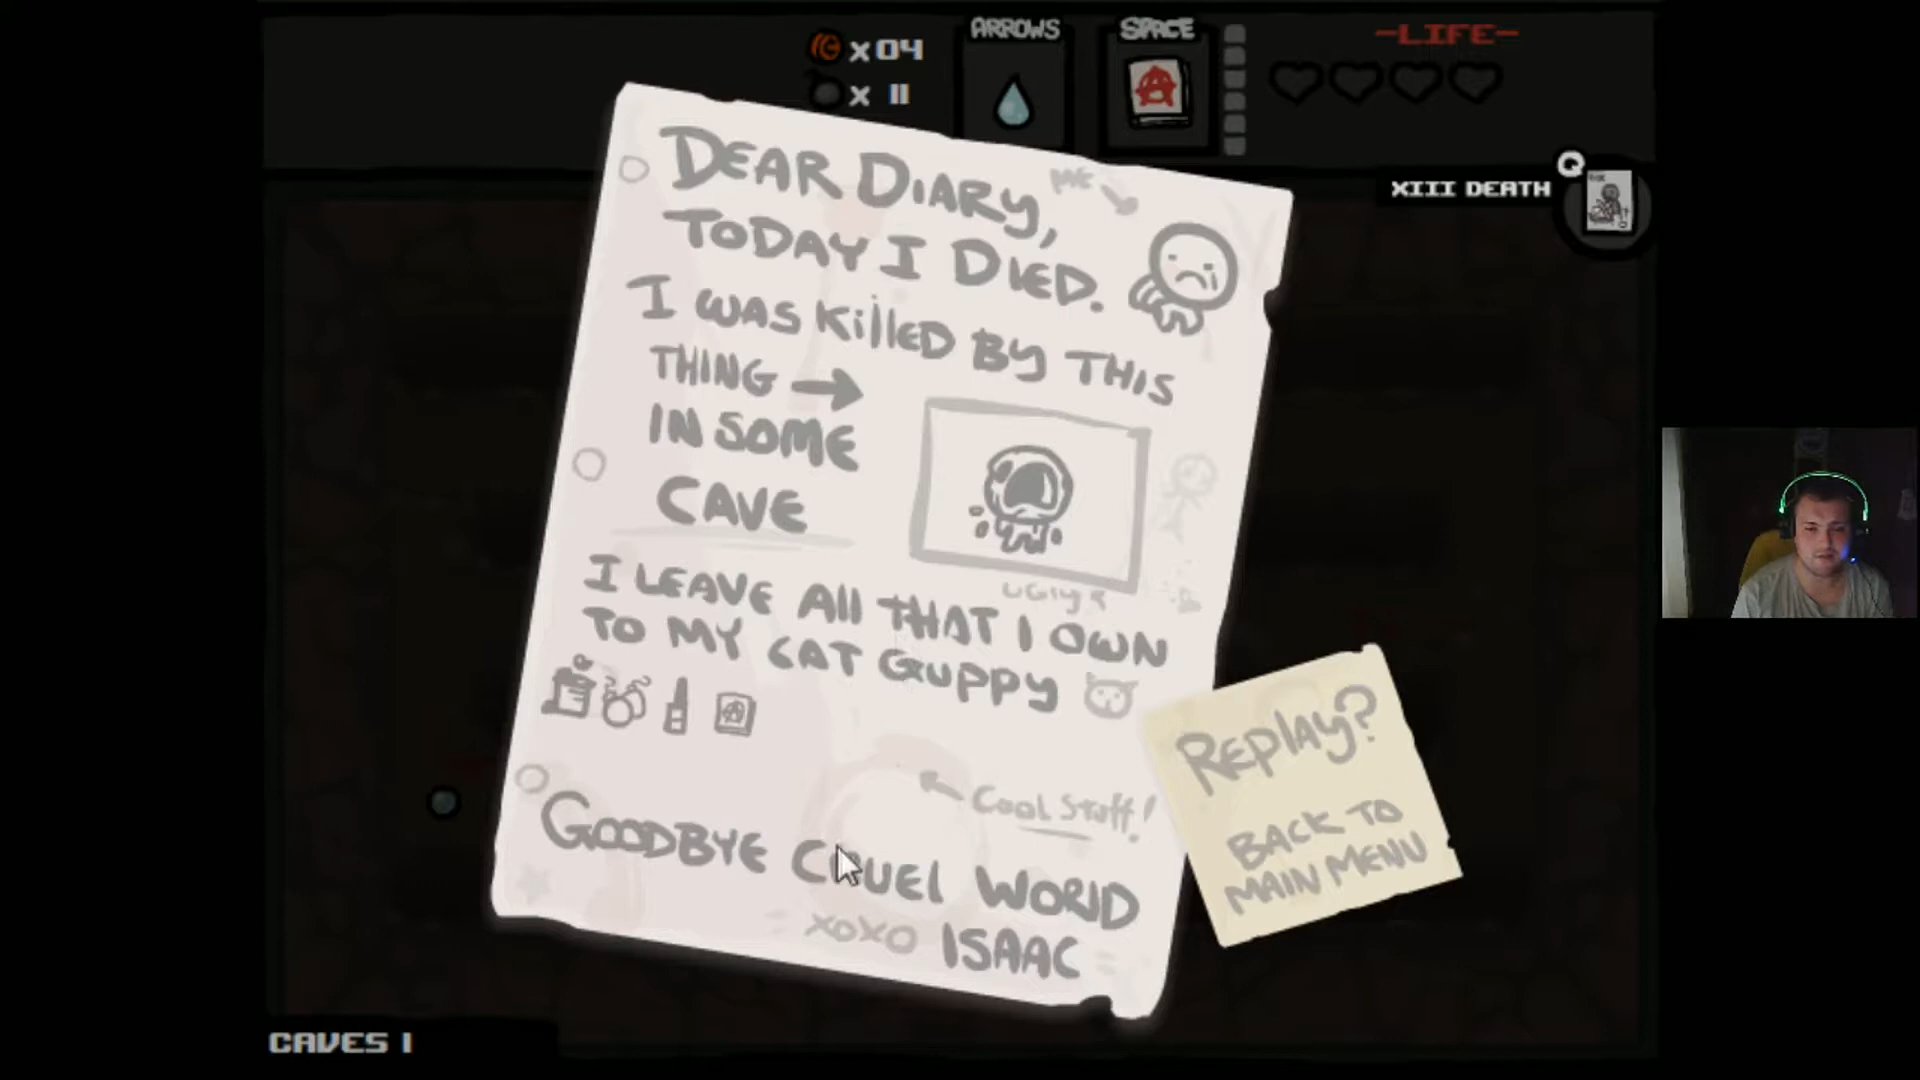 ARROWS
SPACE
-LIFE-
x04
x 11
Q
XIII DEATH
DEAR DIARY,
ME
TODAY I DIED.
I WAS KillED BY THIS
THING →
IN SOME
CAVE
UGly
I LEAVE All THAT I OWN
TO MY CAT GUPPY
REPlAy?
BACK TO
MAIN MENU
← COOL STUFF!
GOODBYE CRUEl WORlD
XOXO ISAAC
CAVES I